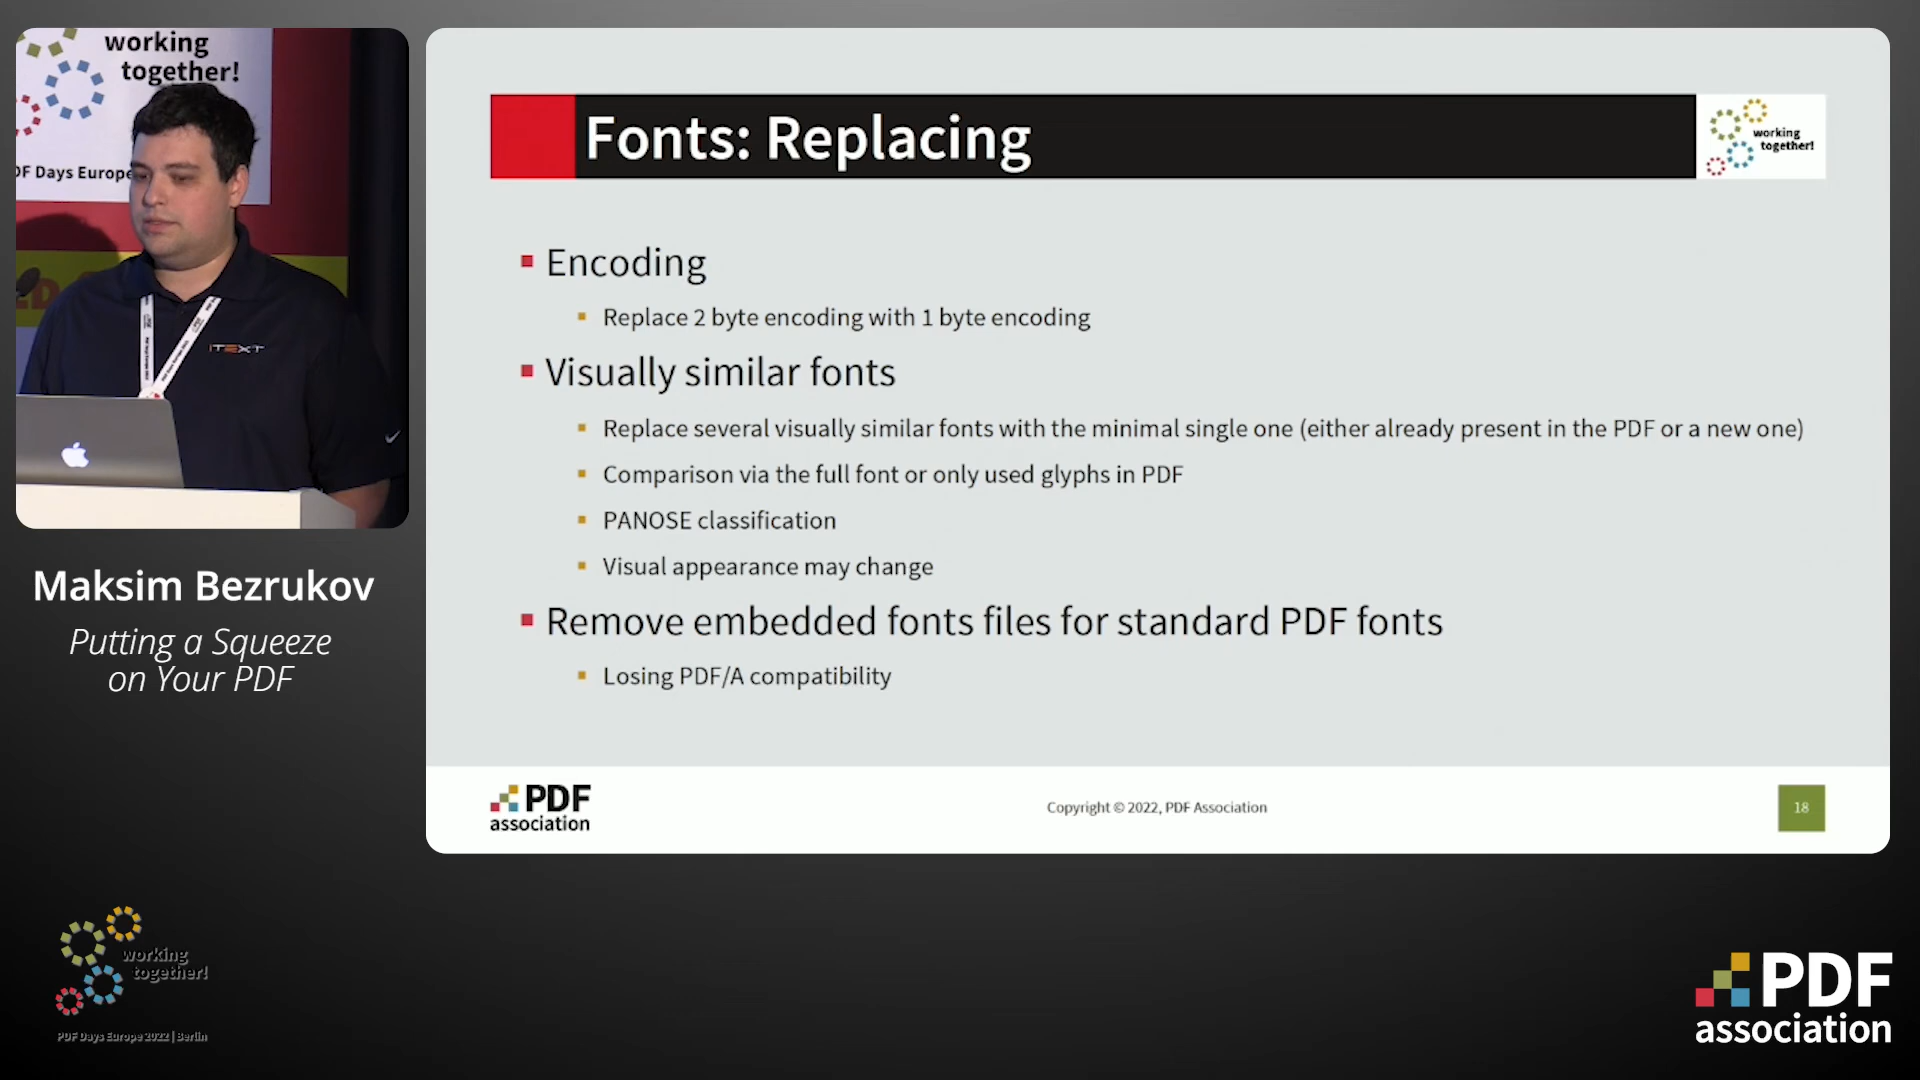 working
together!
DF Days Europe
iTEXT
Maksim Bezrukov
Putting a Squeeze
on Your PDF
Fonts: Replacing
working
together!
Encoding
Replace 2 byte encoding with 1 byte encoding
Visually similar fonts
Replace several visually similar fonts with the minimal single one (either already present in the PDF or a new one)
Comparison via the full font or only used glyphs in PDF
PANOSE classification
Visual appearance may change
Remove embedded fonts files for standard PDF fonts
Losing PDF/A compatibility
PDF
association
Copyright © 2022, PDF Association
18
working
together!
PDF Days Europe 2022 | Berlin
PDF
association